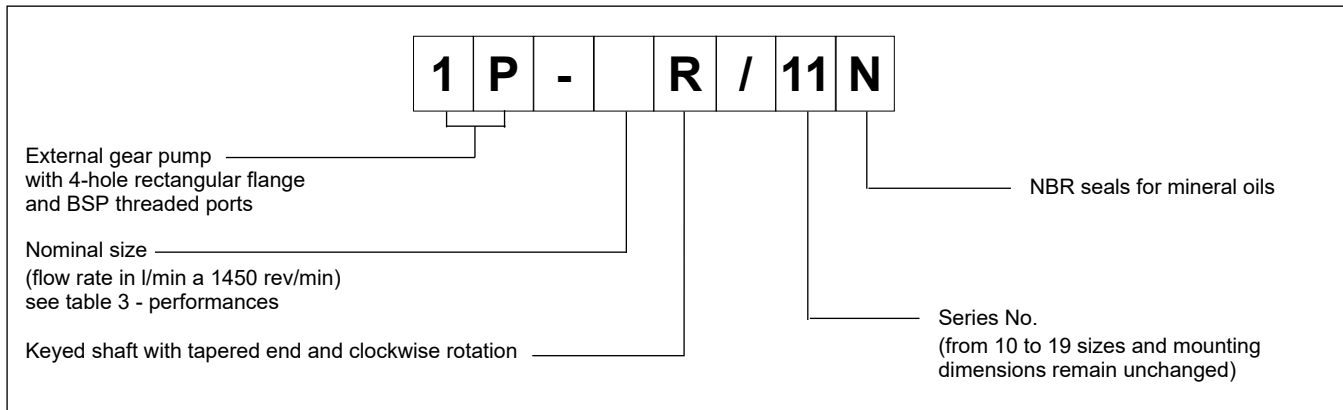 1 P - R / 11 N
External gear pump
with 4-hole rectangular flange
and BSP threaded ports
NBR seals for mineral oils
Nominal size
(flow rate in l/min a 1450 rev/min)
see table 3 - performances
Series No.
(from 10 to 19 sizes and mounting
dimensions remain unchanged)
Keyed shaft with tapered end and clockwise rotation